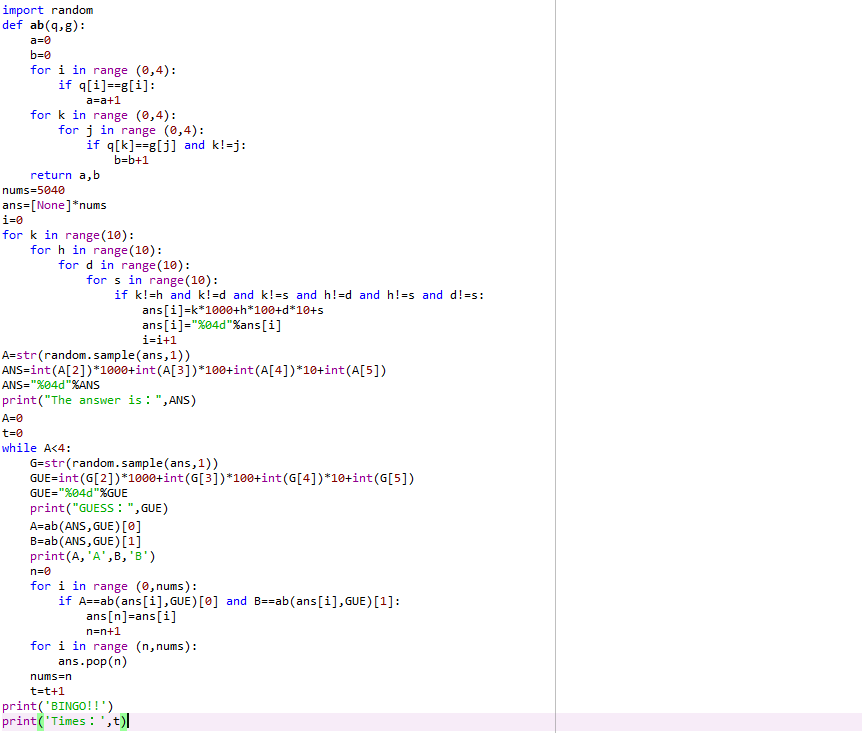 import random
def ab(q,g):
    a=0
    b=0
    for i in range (0,4):
        if q[i]==g[i]:
            a=a+1
    for k in range (0,4):
        for j in range (0,4):
            if q[k]==g[j] and k!=j:
                b=b+1
    return a,b
nums=5040
ans=[None]*nums
i=0
for k in range(10):
    for h in range(10):
        for d in range(10):
            for s in range(10):
                if k!=h and k!=d and k!=s and h!=d and h!=s and d!=s:
                    ans[i]=k*1000+h*100+d*10+s
                    ans[i]="%04d"%ans[i]
                    i=i+1
A=str(random.sample(ans,1))
ANS=int(A[2])*1000+int(A[3])*100+int(A[4])*10+int(A[5])
ANS="%04d"%ANS
print("The answer is：",ANS)
A=0
t=0
while A<4:
    G=str(random.sample(ans,1))
    GUE=int(G[2])*1000+int(G[3])*100+int(G[4])*10+int(G[5])
    GUE="%04d"%GUE
    print("GUESS：",GUE)
    A=ab(ANS,GUE)[0]
    B=ab(ANS,GUE)[1]
    print(A,'A',B,'B')
    n=0
    for i in range (0,nums):
        if A==ab(ans[i],GUE)[0] and B==ab(ans[i],GUE)[1]:
            ans[n]=ans[i]
            n=n+1
    for i in range (n,nums):
        ans.pop(n)
    nums=n
    t=t+1
print('BINGO!!')
print('Times：',t)